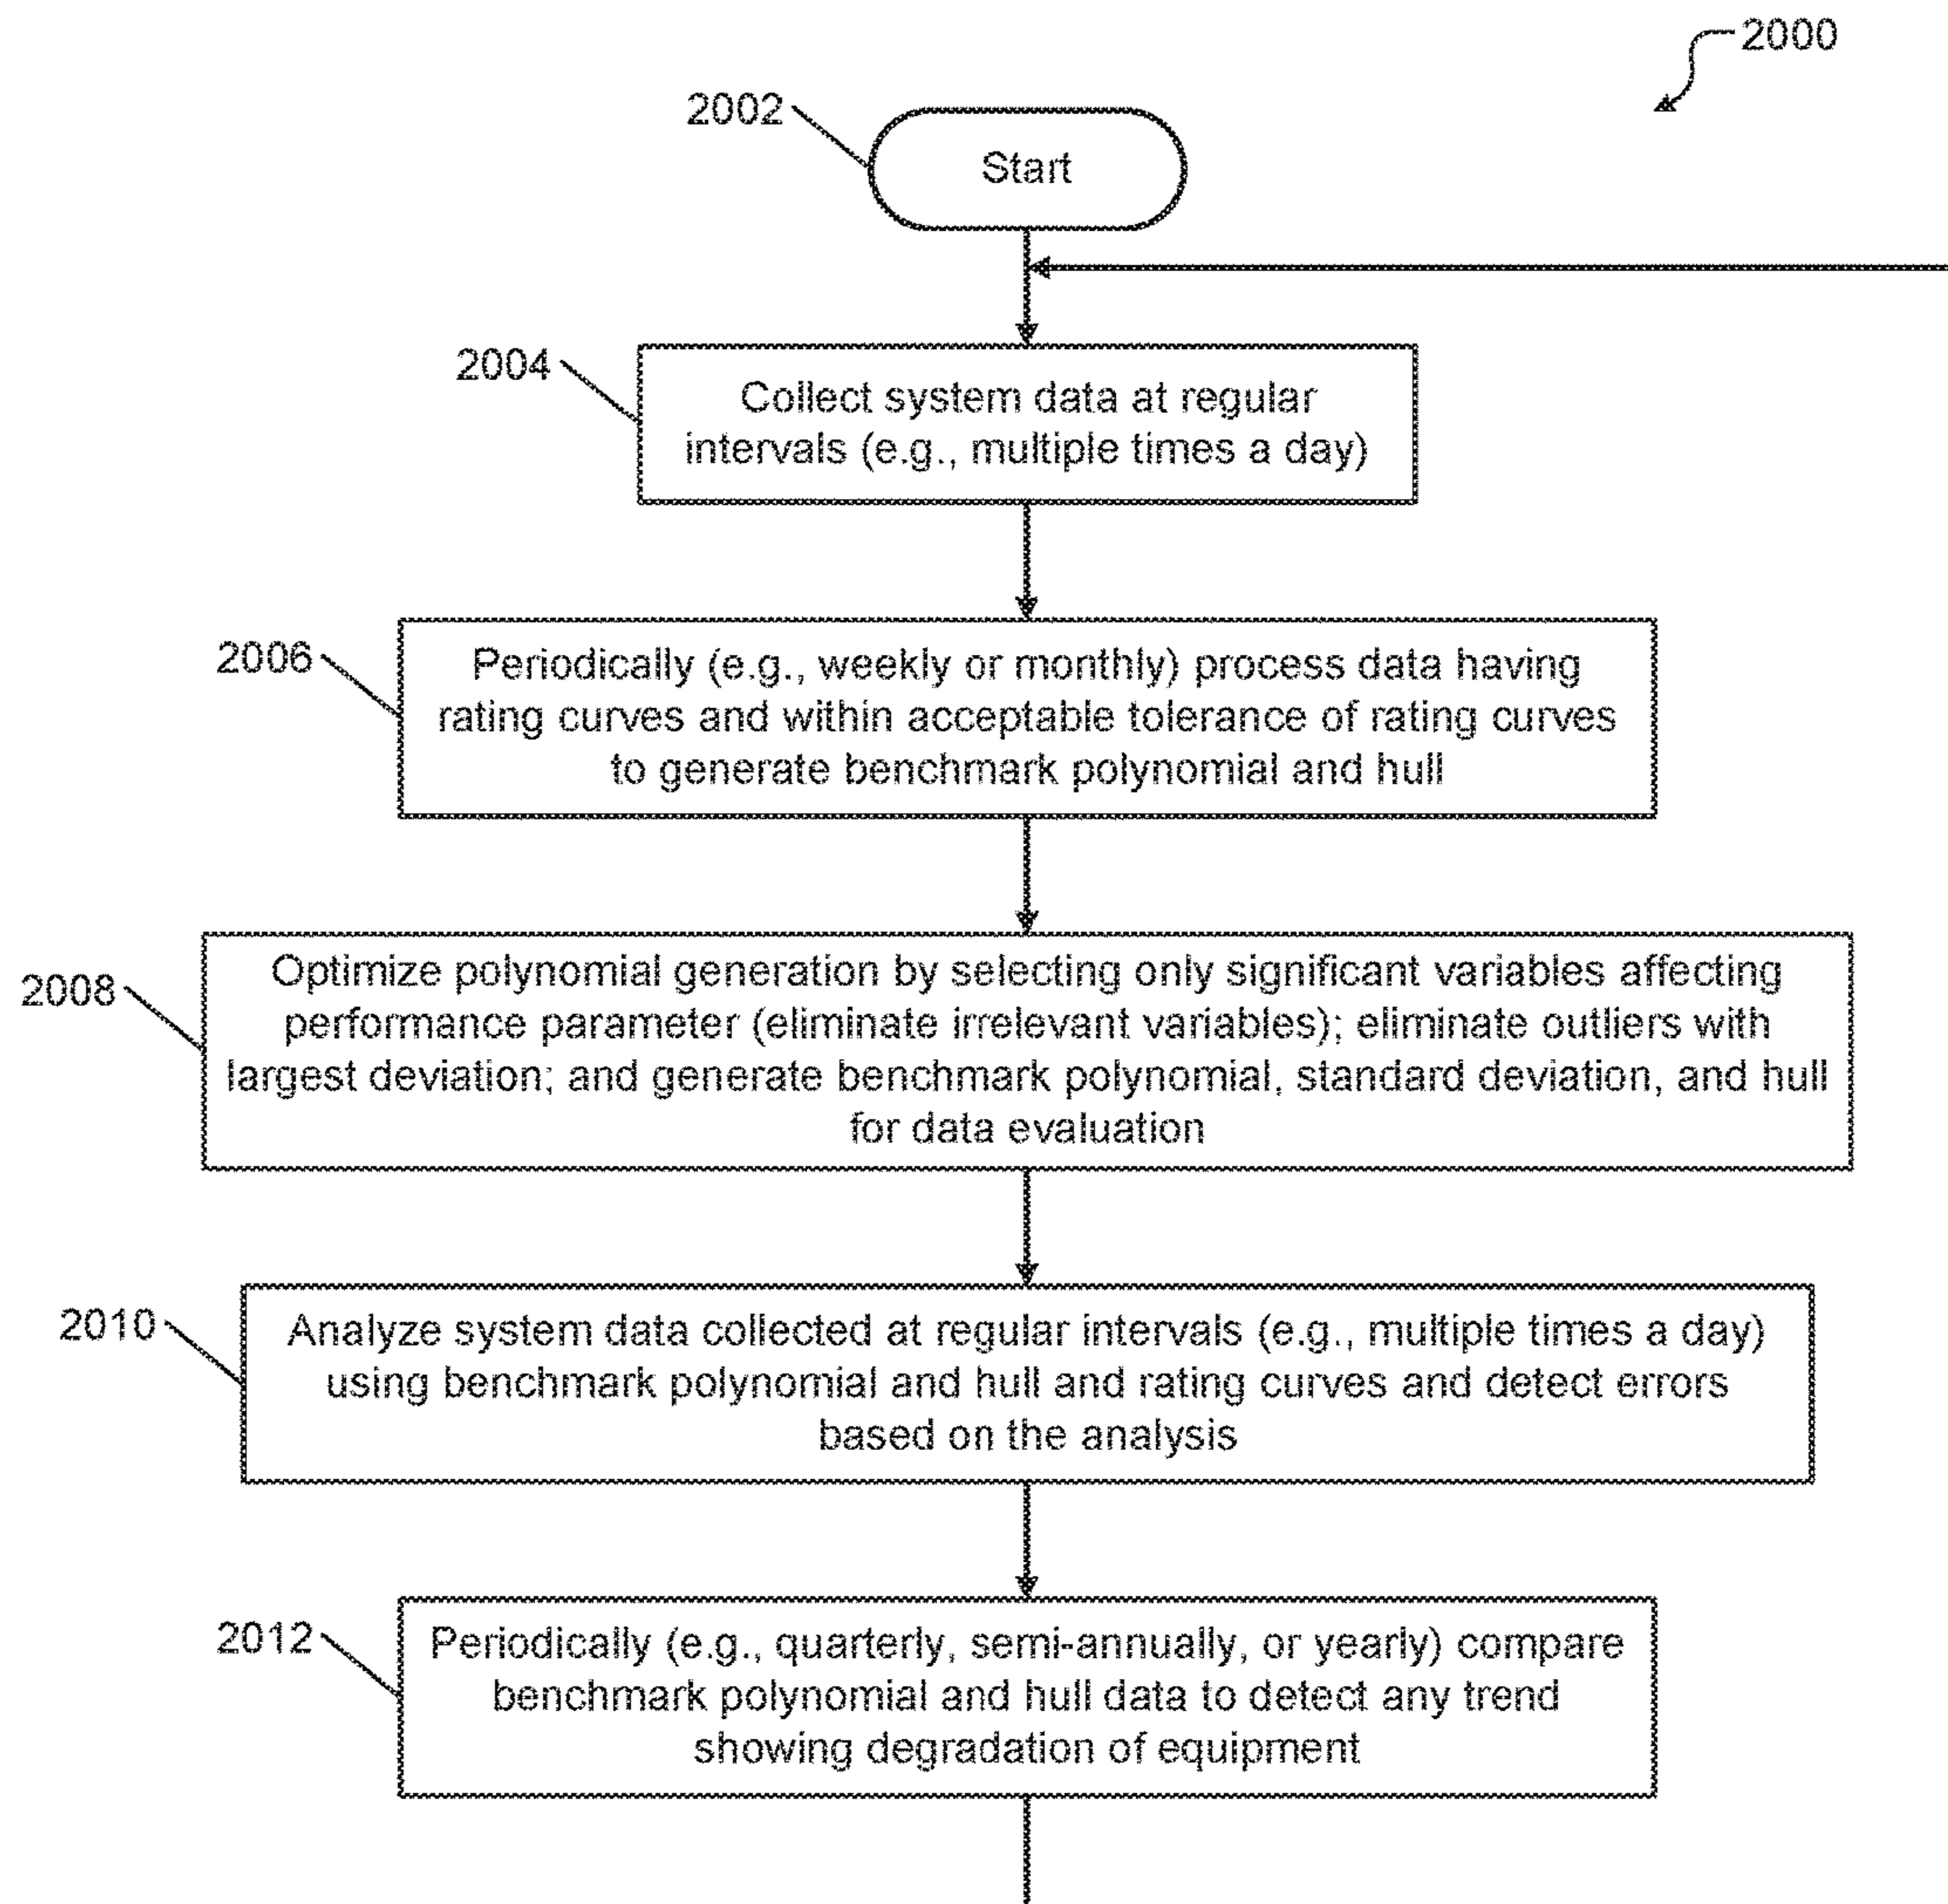 2000
2002
Start
2004
Collect system data at regular
intervals (e.g., multiple times a day)
2006
Periodically (e.g., weekly or monthly) process data having
rating curves and within acceptable tolerance of rating curves
to generate benchmark polynomial and hull
2008
Optimize polynomial generation by selecting only significant variables affecting
performance parameter (eliminate irrelevant variables); eliminate outliers with
largest deviation; and generate benchmark polynomial, standard deviation, and hull
for data evaluation
2010
Analyze system data collected at regular intervals (e.g., multiple times a day)
using benchmark polynomial and hull and rating curves and detect errors
based on the analysis
2012
Periodically (e.g., quarterly, semi-annually, or yearly) compare
benchmark polynomial and hull data to detect any trend
showing degradation of equipment